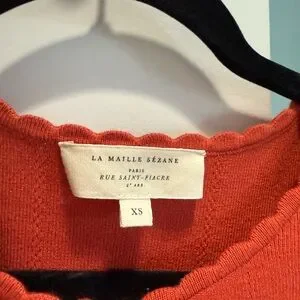 LA MAILLE SÉZANE
PARIS
RUE SAINT-FIACRE
2ᵉ ARR
XS